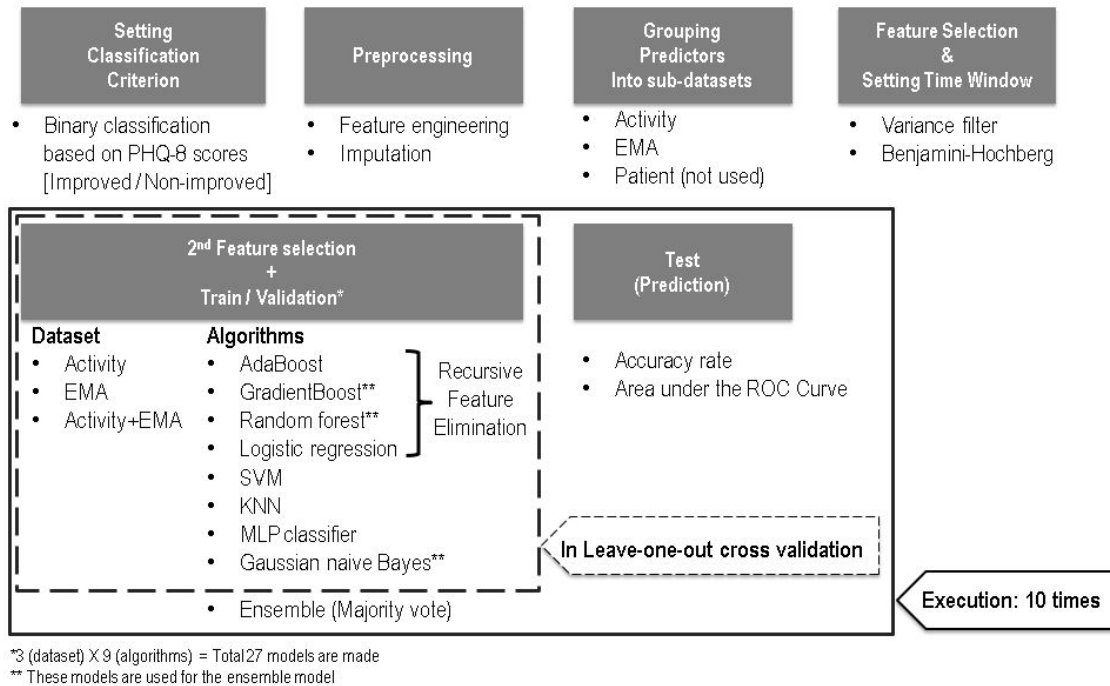 Setting
Classification
Criterion
• Binary classification
based on PHQ-8 scores
[Improved / Non-improved]
Preprocessing
• Feature engineering
• Imputation
Grouping
Predictors
Into sub-datasets
• Activity
• EMA
• Patient (not used)
Feature Selection
&
Setting Time Window
• Variance filter
• Benjamini-Hochberg
2nd Feature selection
+
Train / Validation*
Dataset
• Activity
• EMA
• Activity+EMA
Algorithms
• AdaBoost
• GradientBoost**
• Random forest**
• Logistic regression
• SVM
• KNN
• MLP classifier
• Gaussian naive Bayes**
• Ensemble (Majority vote)
Recursive
Feature
Elimination
Test
(Prediction)
• Accuracy rate
• Area under the ROC Curve
In Leave-one-out cross validation
Execution: 10 times
*3 (dataset) X 9 (algorithms) = Total 27 models are made
** These models are used for the ensemble model